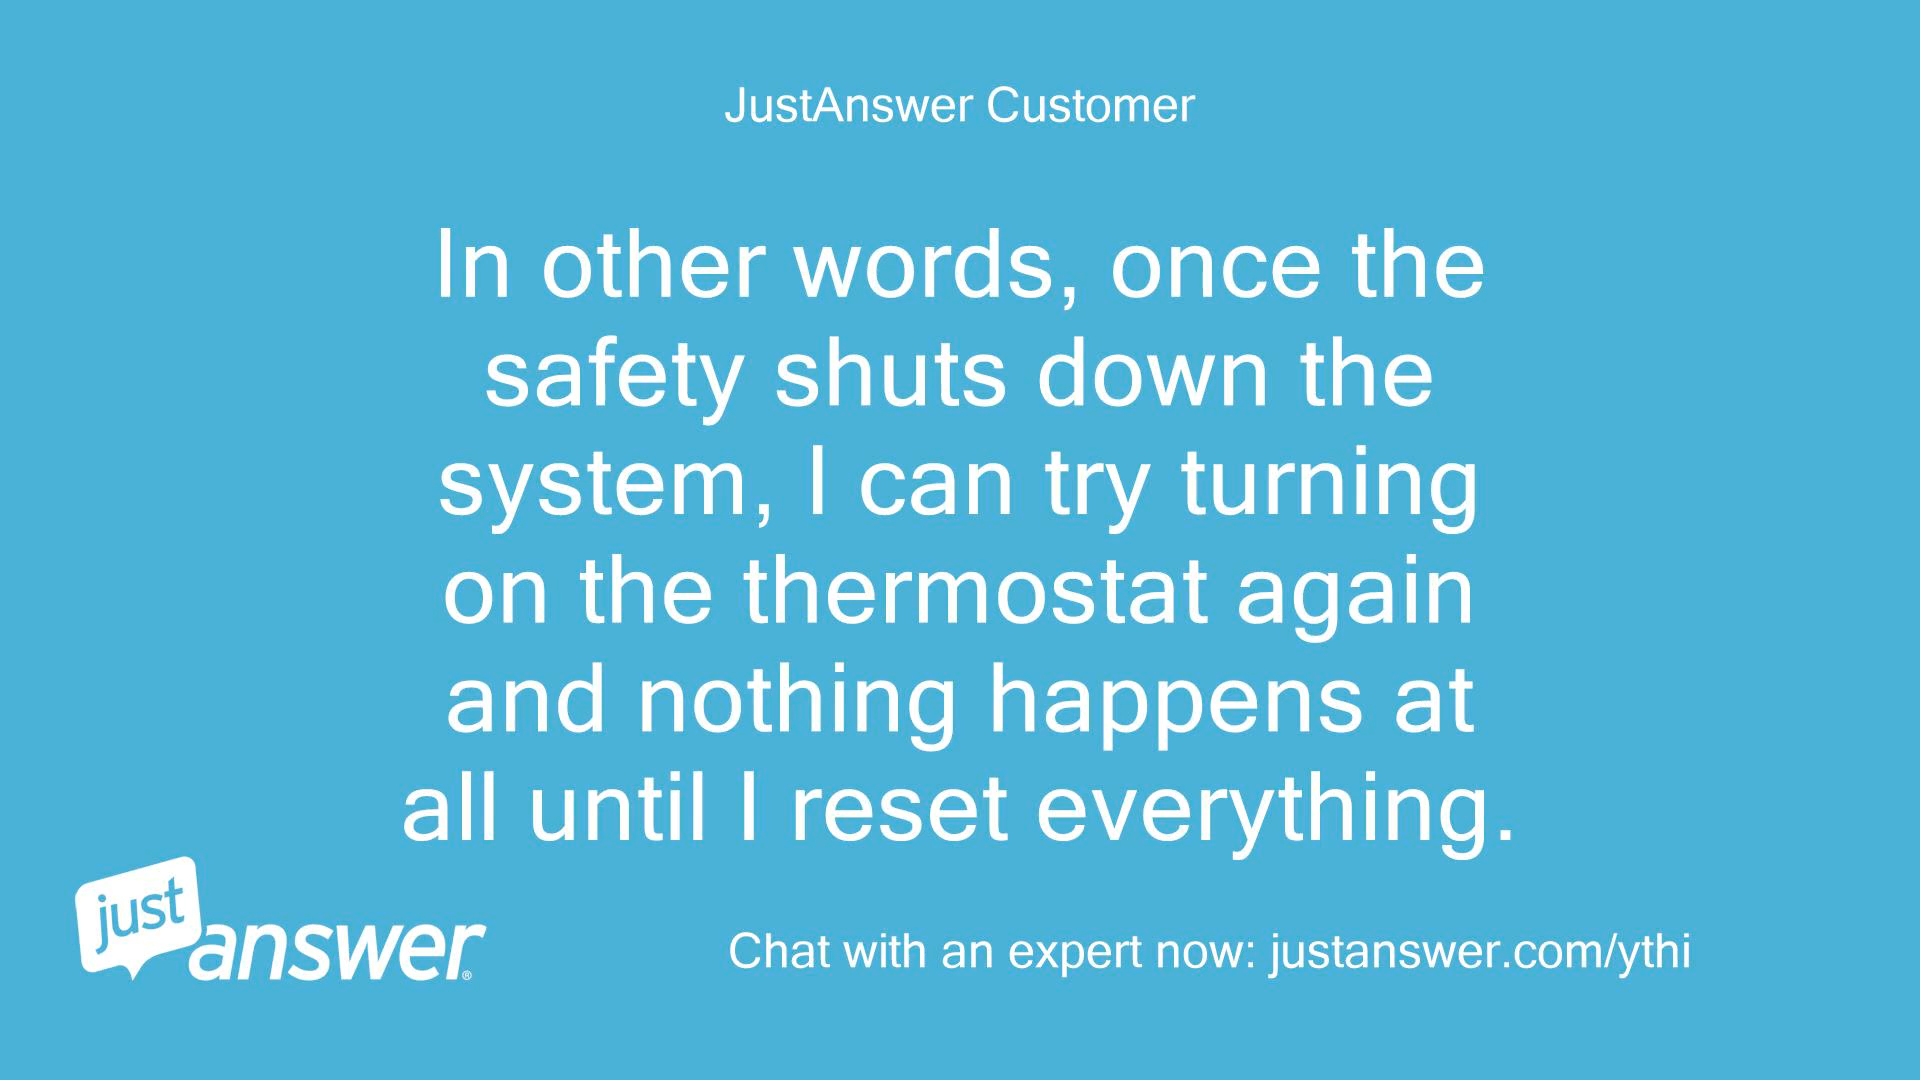 JustAnswer Customer
In other words, once the
safety shuts down the
system, I can try turning
on the thermostat again
and nothing happens at
all until I reset everything.
just
answer®
Chat with an expert now: justanswer.com/ythi